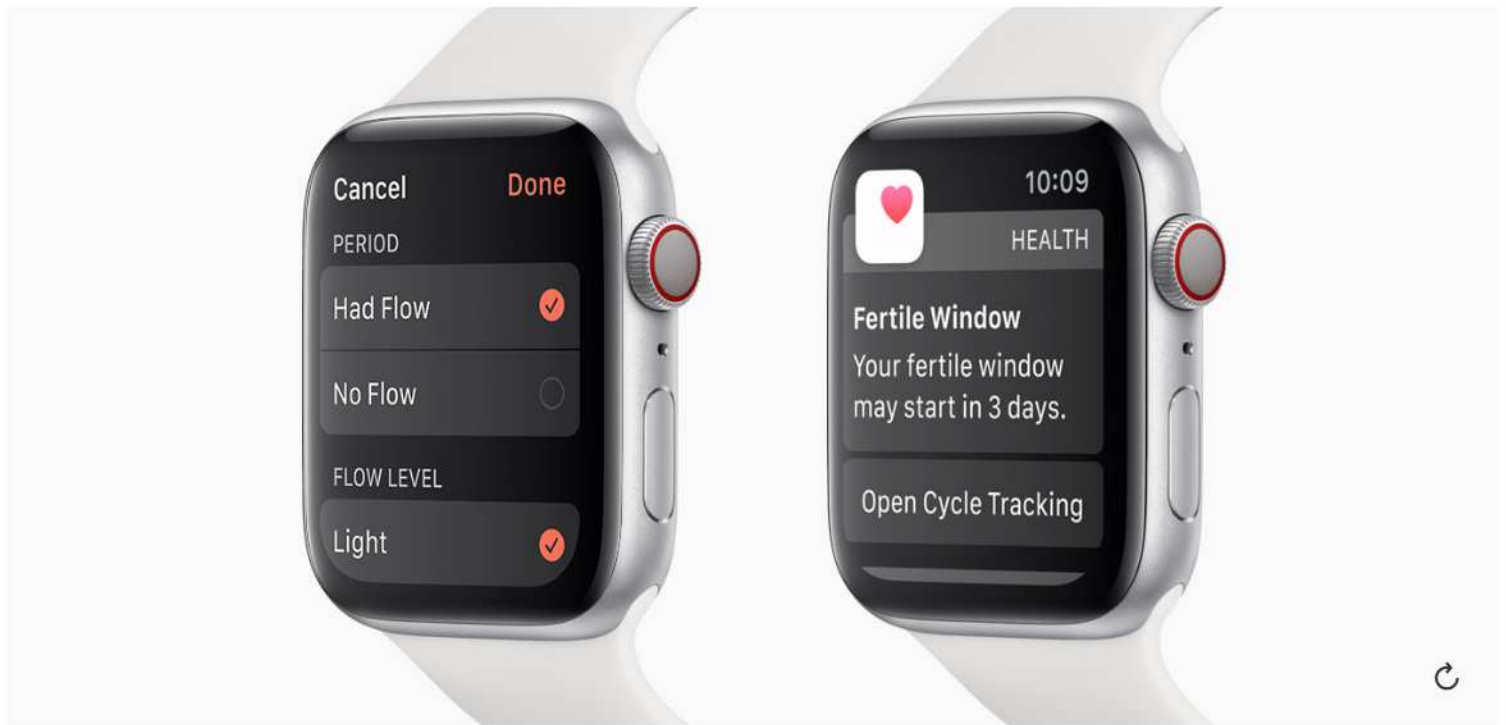 Cancel
Done
PERIOD
Had Flow
No Flow
FLOW LEVEL
Light
10:09
HEALTH
Fertile Window
Your fertile window
may start in 3 days.
Open Cycle Tracking